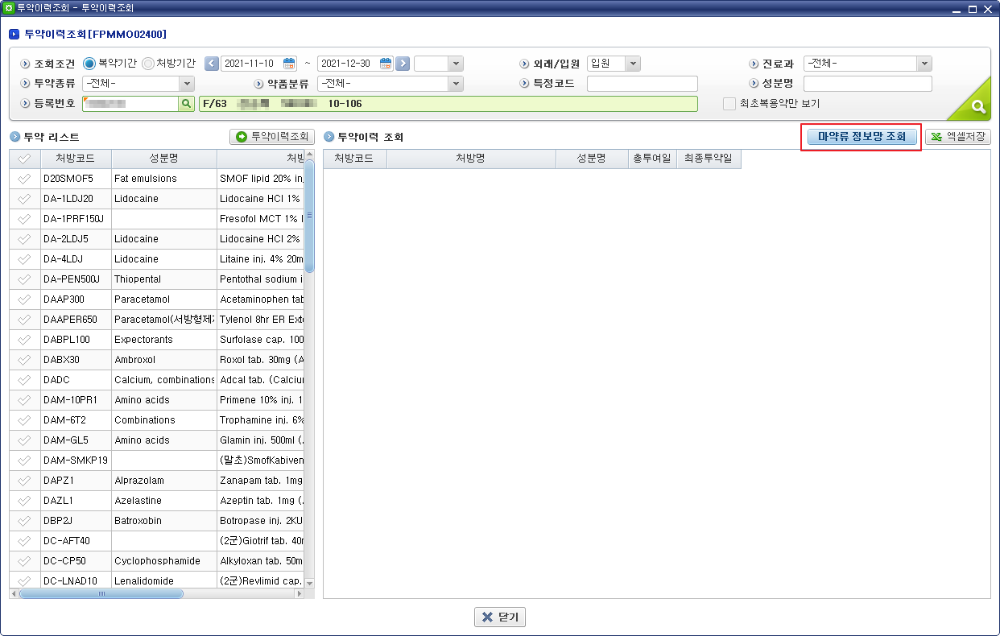 투약이력조회 - 투약이력조회
투약이력조회[FPMMO02400]
조회조건 복약기간 처방기간 2021-11-10 ~ 2021-12-30 외래/입원 입원 진료과 -전체-
투약종류 -전체- 약품분류 -전체- 특정코드 성분명
등록번호 F/63 10-106 최초복용약만 보기
투약 리스트 투약이력조회 투약이력 조회 마약류 정보망 조회 엑셀저장
처방코드 성분명 처방 처방코드 처방명 성분명 총투여일 최종투약일
D20SMOF5 Fat emulsions SMOF lipid 20% in
DA-1LDJ20 Lidocaine Lidocaine HCl 1%
DA-1PRF150J Fresofol MCT 1% I
DA-2LDJ5 Lidocaine Lidocaine HCl 2%
DA-4LDJ Lidocaine Litaine inj. 4% 20m
DA-PEN500J Thiopental Pentothal sodium i
DAAP300 Paracetamol Acetaminophen tab
DAAPER650 Paracetamol(서방형제 Tylenol 8hr ER Exte
DABPL100 Expectorants Surfolase cap. 100
DABX30 Ambroxol Roxol tab. 30mg (A
DADC Calcium, combinations Adcal tab. (Calciu
DAM-10PR1 Amino acids Primene 10% inj. 1
DAM-6T2 Combinations Trophamine inj. 6%
DAM-GL5 Amino acids Glamin inj. 500ml (
DAM-SMKP19 (말초)SmofKabiven
DAPZ1 Alprazolam Zanapam tab. 1mg
DAZL1 Azelastine Azeptin tab. 1mg (
DBP2J Batroxobin Botropase inj. 2KU
DC-AFT40 (2군)Giotrif tab. 40m
DC-CP50 Cyclophosphamide Alkyloxan tab. 50m
DC-LNAD10 Lenalidomide (2군)Revlimid cap.
닫기